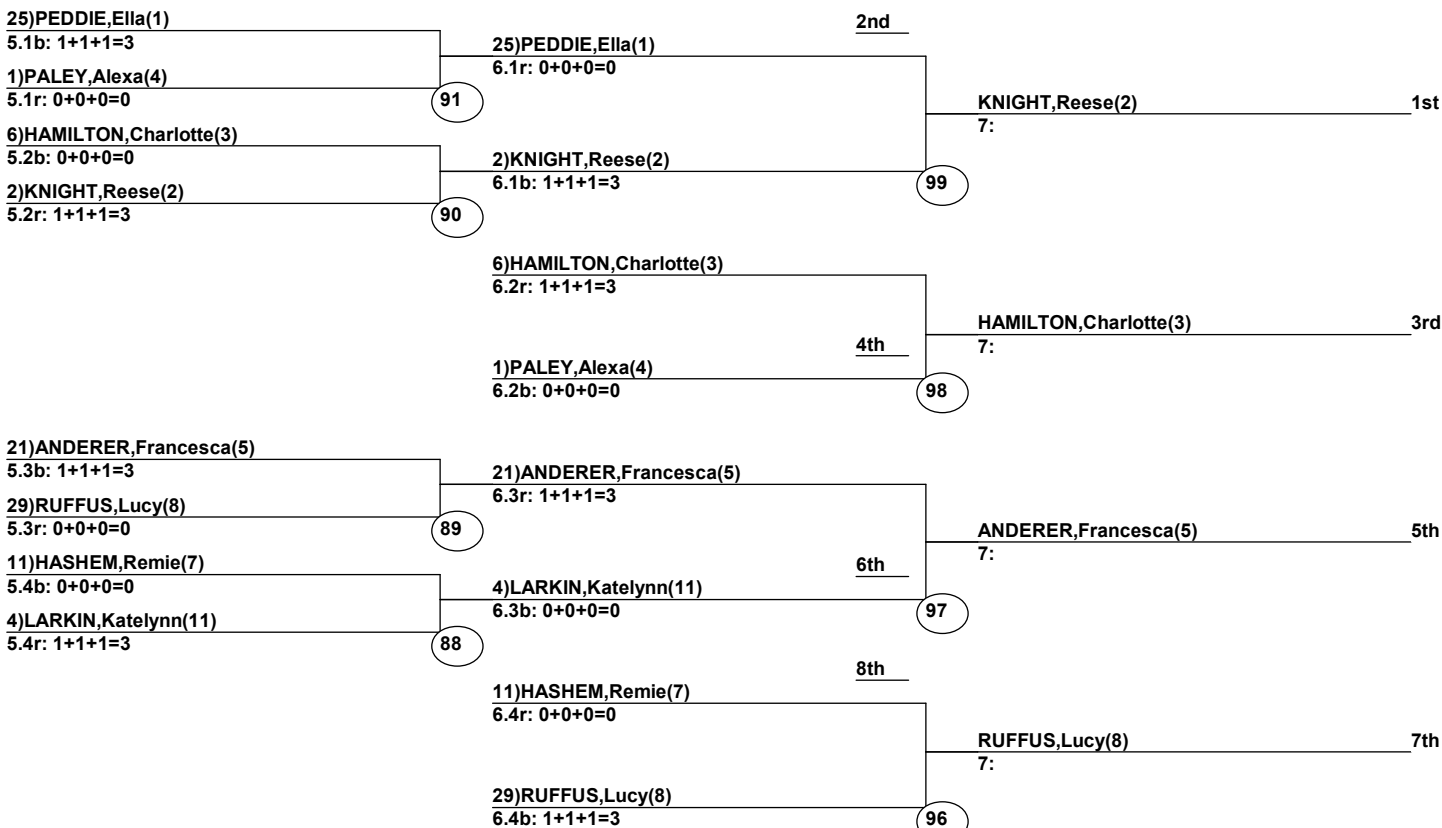 25)PEDDIE,Ella(1)
5.1b: 1+1+1=3
1)PALEY,Alexa(4)
5.1r: 0+0+0=0
91
6)HAMILTON,Charlotte(3)
5.2b: 0+0+0=0
2)KNIGHT,Reese(2)
5.2r: 1+1+1=3
90
25)PEDDIE,Ella(1)
6.1r: 0+0+0=0
2)KNIGHT,Reese(2)
6.1b: 1+1+1=3
2nd
99
KNIGHT,Reese(2) 1st
7:
6)HAMILTON,Charlotte(3)
6.2r: 1+1+1=3
1)PALEY,Alexa(4)
6.2b: 0+0+0=0
4th
98
HAMILTON,Charlotte(3) 3rd
7:
21)ANDERER,Francesca(5)
5.3b: 1+1+1=3
29)RUFFUS,Lucy(8)
5.3r: 0+0+0=0
89
11)HASHEM,Remie(7)
5.4b: 0+0+0=0
4)LARKIN,Katelynn(11)
5.4r: 1+1+1=3
88
21)ANDERER,Francesca(5)
6.3r: 1+1+1=3
4)LARKIN,Katelynn(11)
6.3b: 0+0+0=0
6th
97
ANDERER,Francesca(5) 5th
7:
8th
11)HASHEM,Remie(7)
6.4r: 0+0+0=0
29)RUFFUS,Lucy(8)
6.4b: 1+1+1=3
96
RUFFUS,Lucy(8) 7th
7: